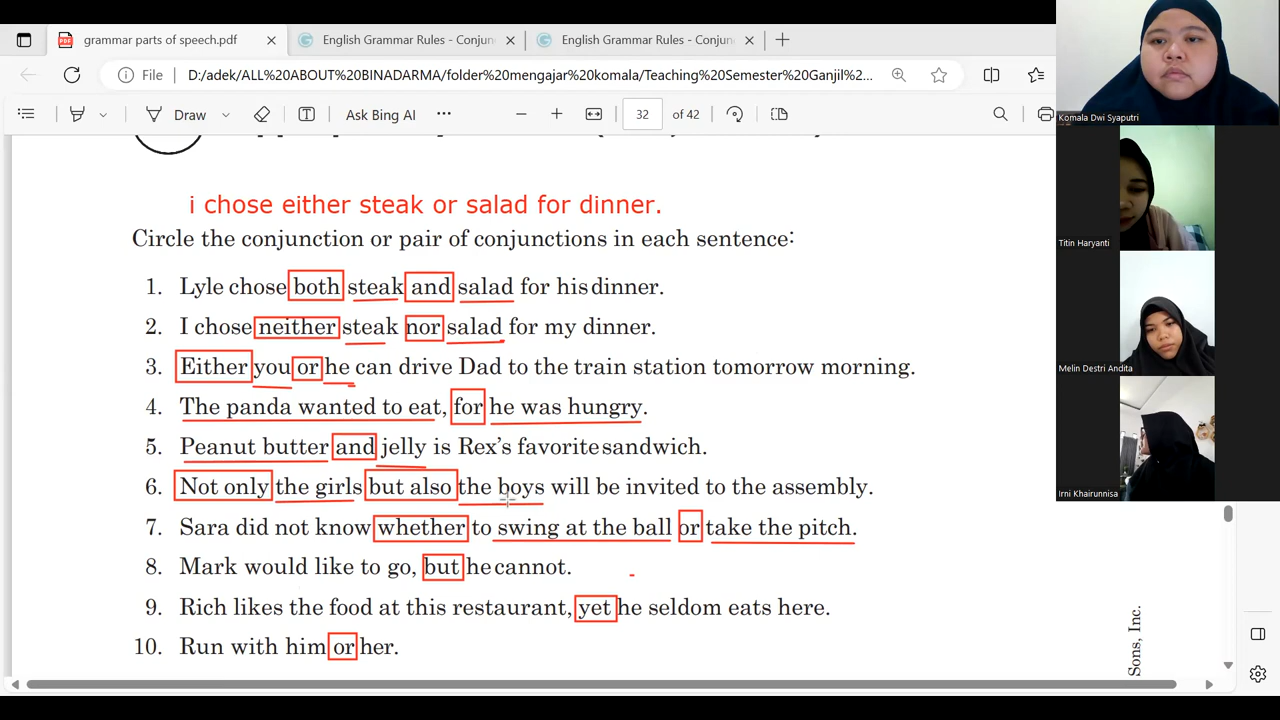 grammar parts of speech.pdf
English Grammar Rules - Conjun
English Grammar Rules - Conjun
File D:/adek/ALL%20ABOUT%20BINADARMA/folder%20mengajar%20komala/Teaching%20Semester%20Ganjil%2...
Draw Ask Bing AI 32 of 42
i chose either steak or salad for dinner.
Circle the conjunction or pair of conjunctions in each sentence:
1. Lyle chose both steak and salad for his dinner.
2. I chose neither steak nor salad for my dinner.
3. Either you or he can drive Dad to the train station tomorrow morning.
4. The panda wanted to eat, for he was hungry.
5. Peanut butter and jelly is Rex's favorite sandwich.
6. Not only the girls but also the boys will be invited to the assembly.
7. Sara did not know whether to swing at the ball or take the pitch.
8. Mark would like to go, but he cannot.
9. Rich likes the food at this restaurant, yet he seldom eats here.
10. Run with him or her.
Sons, Inc.
Komala Dwi Syaputri
Titin Haryanti
Melin Destri Andita
Irni Khairunnisa